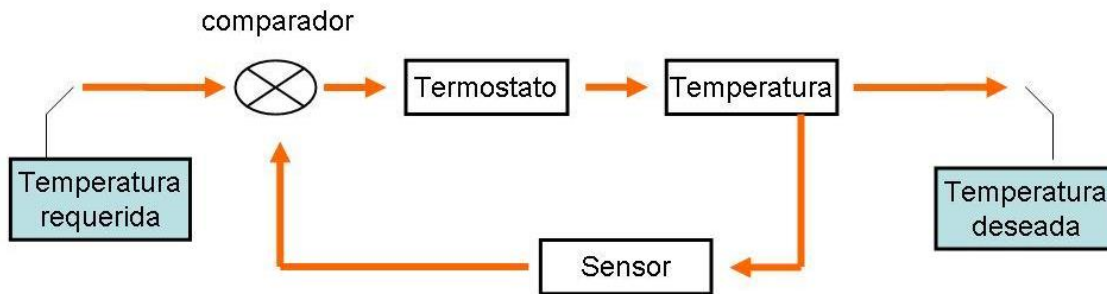 comparador
Termostato
Temperatura
Temperatura
requerida
Temperatura
deseada
Sensor